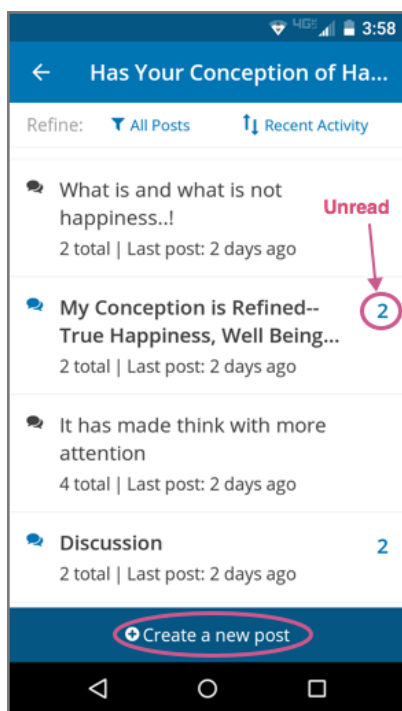 4G 3:58
Has Your Conception of Ha...
Refine: All Posts Recent Activity
What is and what is not
happiness..!
Unread
2 total | Last post: 2 days ago
My Conception is Refined--
2
True Happiness, Well Being...
2 total | Last post: 2 days ago
It has made think with more
attention
4 total | Last post: 2 days ago
Discussion
2
2 total | Last post: 2 days ago
Create a new post